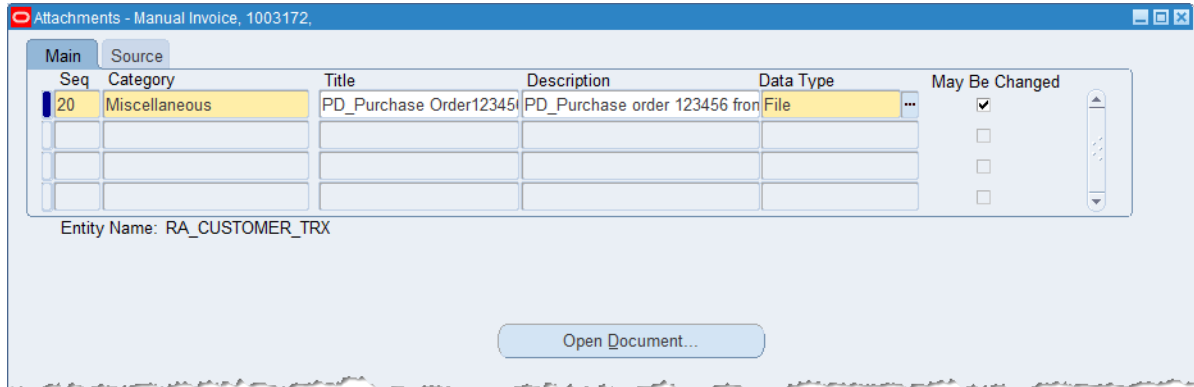 Attachments - Manual Invoice, 1003172,
Main Source
Seq Category Title Description Data Type May Be Changed
20 Miscellaneous PD_Purchase Order12345 PD_Purchase order 123456 from File ...
Entity Name: RA_CUSTOMER_TRX
Open Document...